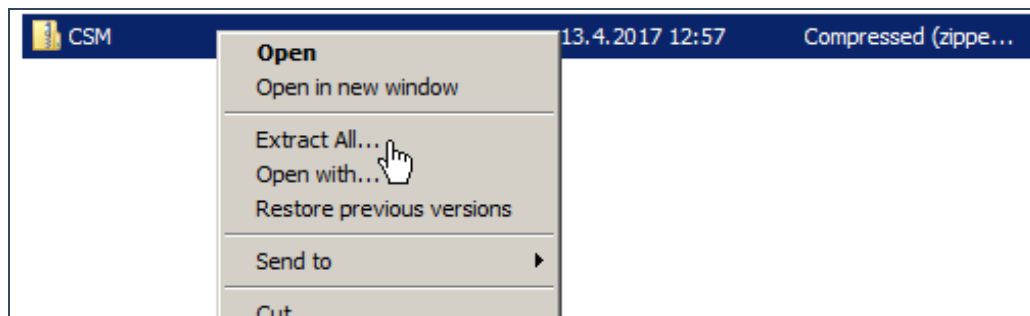 CSM 13.4.2017 12:57 Compressed (zippe...
Open
Open in new window
Extract All...
Open with...
Restore previous versions
Send to
Cut